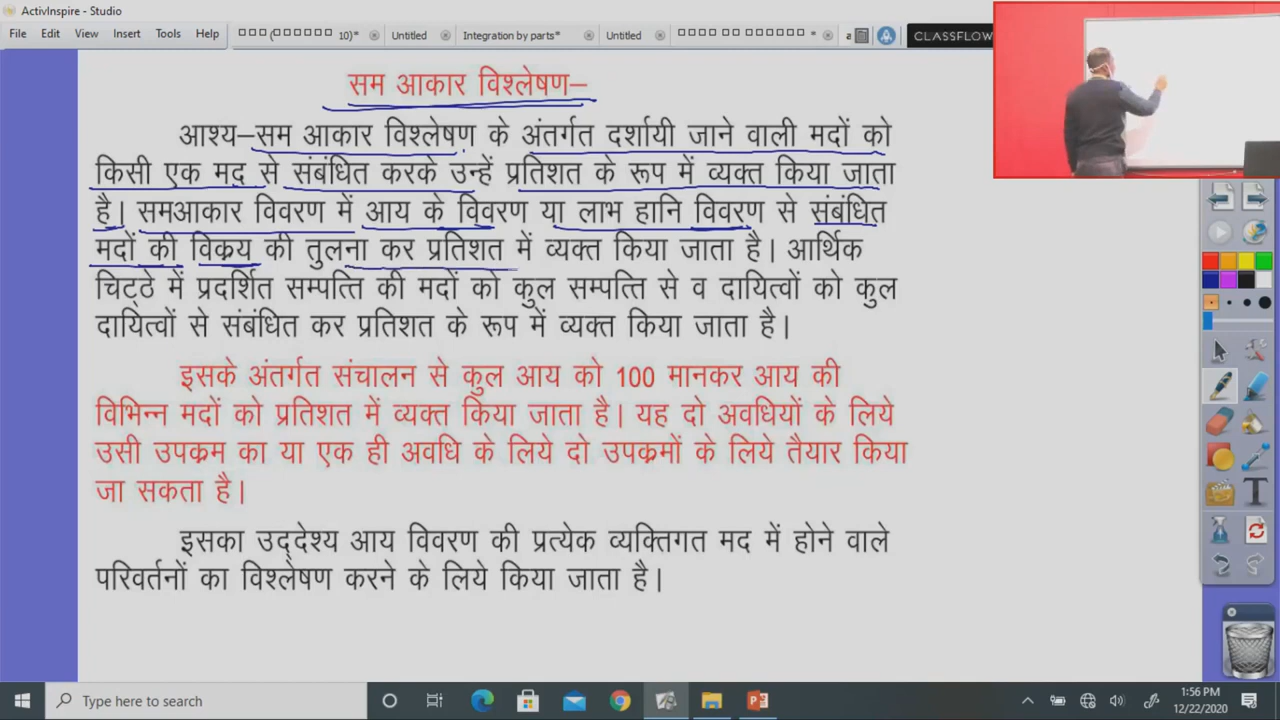 ActivInspire - Studio
File Edit View Insert Tools Help
10)* Untitled Integration by parts* Untitled * a CLASSFLOW
सम आकार विश्लेषण–
आश्य–सम आकार विश्लेषण के अंतर्गत दर्शायी जाने वाली मदों को
किसी एक मद से संबंधित करके उन्हें प्रतिशत के रूप में व्यक्त किया जाता
है। समआकार विवरण में आय के विवरण या लाभ हानि विवरण से संबंधित
मदों की विक्रय की तुलना कर प्रतिशत में व्यक्त किया जाता है। आर्थिक
चिट्ठे में प्रदर्शित सम्पत्ति की मदों को कुल सम्पत्ति से व दायित्वों को कुल
दायित्वों से संबंधित कर प्रतिशत के रूप में व्यक्त किया जाता है।
इसके अंतर्गत संचालन से कुल आय को 100 मानकर आय की
विभिन्न मदों को प्रतिशत में व्यक्त किया जाता है। यह दो अवधियों के लिये
उसी उपक्रम का या एक ही अवधि के लिये दो उपक्रमों के लिये तैयार किया
जा सकता है।
इसका उद्देश्य आय विवरण की प्रत्येक व्यक्तिगत मद में होने वाले
परिवर्तनों का विश्लेषण करने के लिये किया जाता है।
Type here to search
1:56 PM
12/22/2020